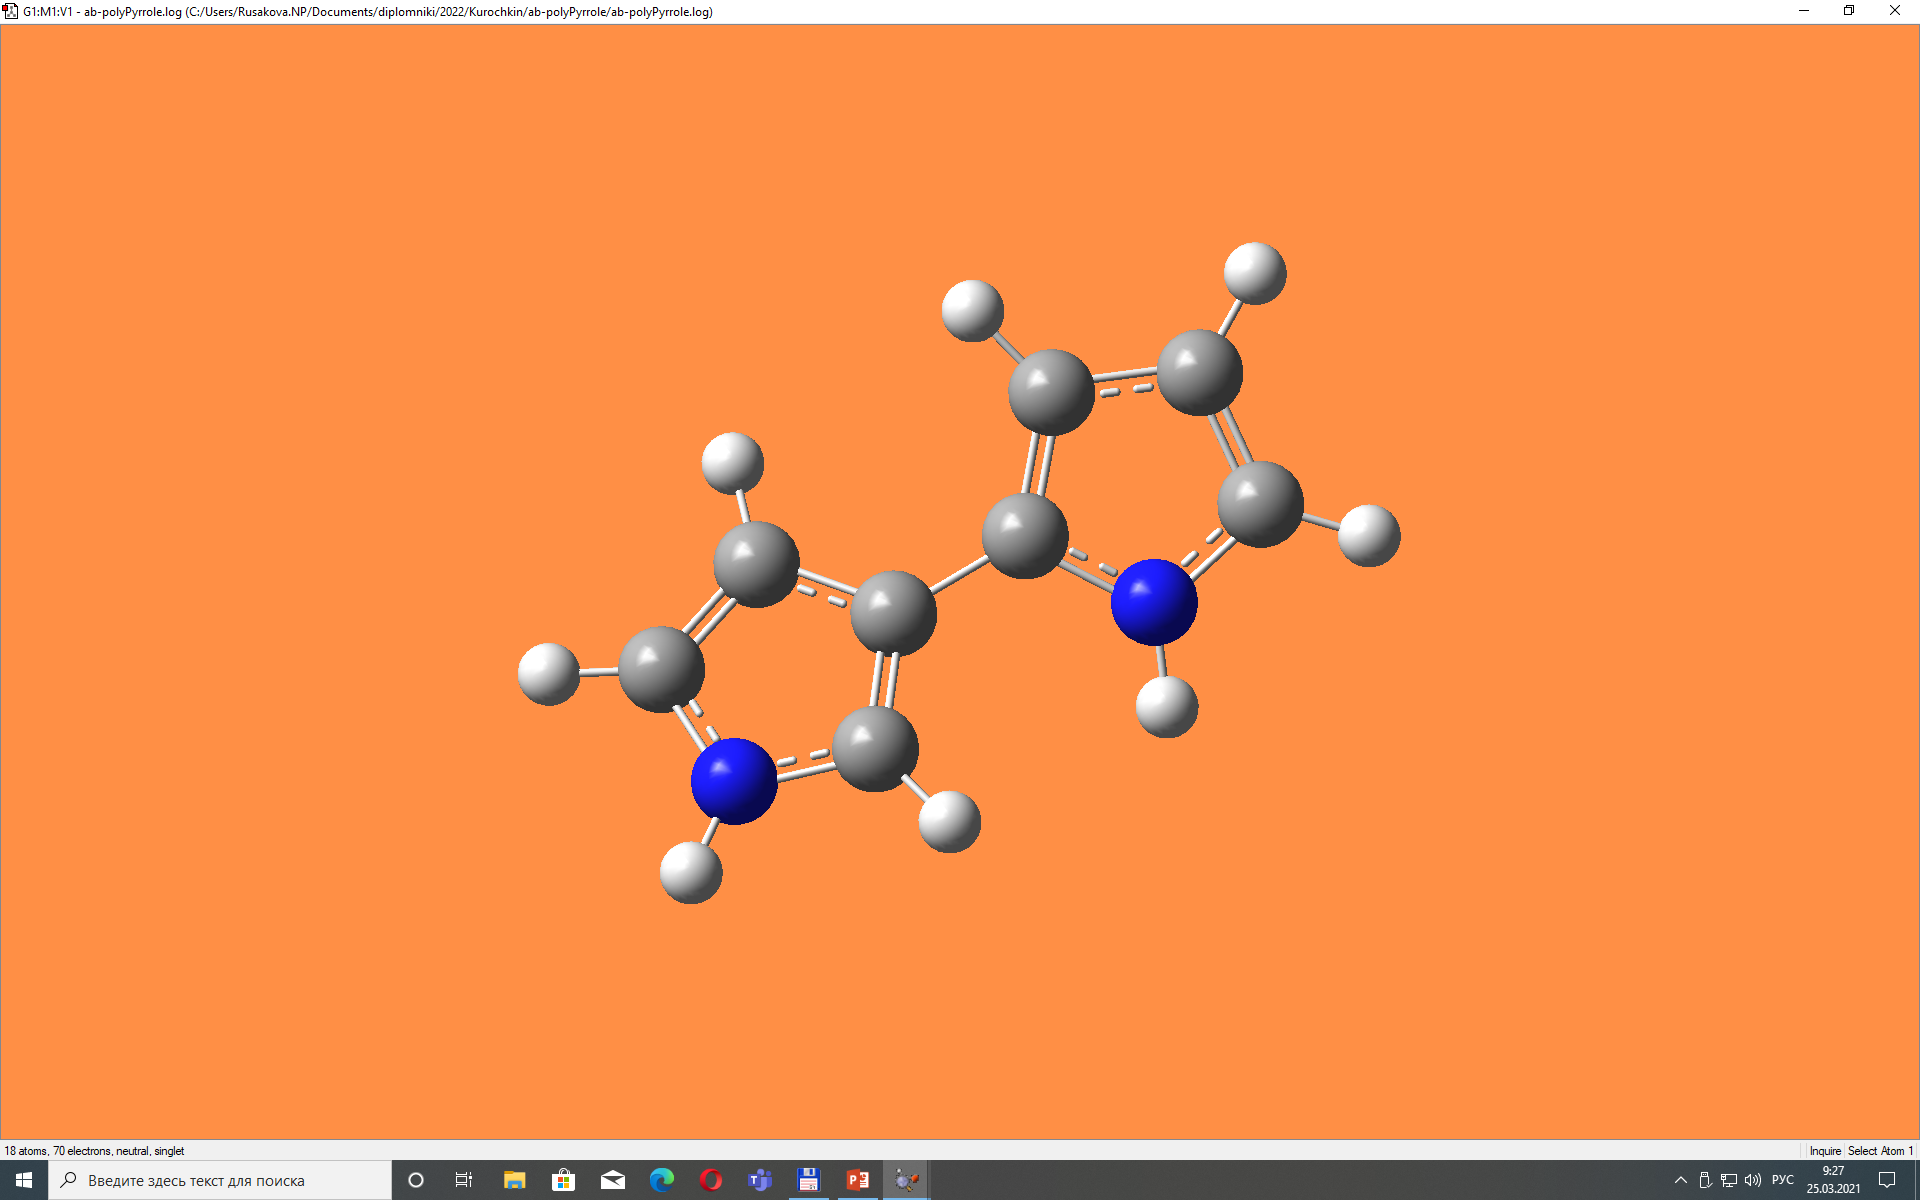 G1:M1:V1 - ab-polyPyrrole.log (C:/Users/Rusakova.NP/Documents/diplomniki/2022/Kurochkin/ab-polyPyrrole/ab-polyPyrrole.log)
18 atoms, 70 electrons, neutral, singlet
Inquire Select Atom 1
Введите здесь текст для поиска
РУС
9:27
25.03.2021